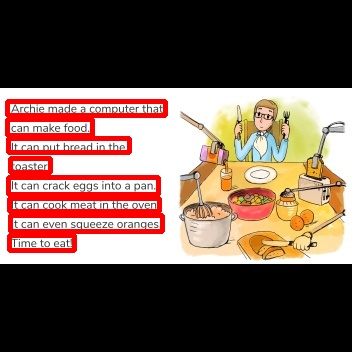 Archie made a computer that
can make food.
It can put bread in the
toaster.
It can crack eggs into a pan.
It can cook meat in the oven.
It can even squeeze oranges.
Time to eat!